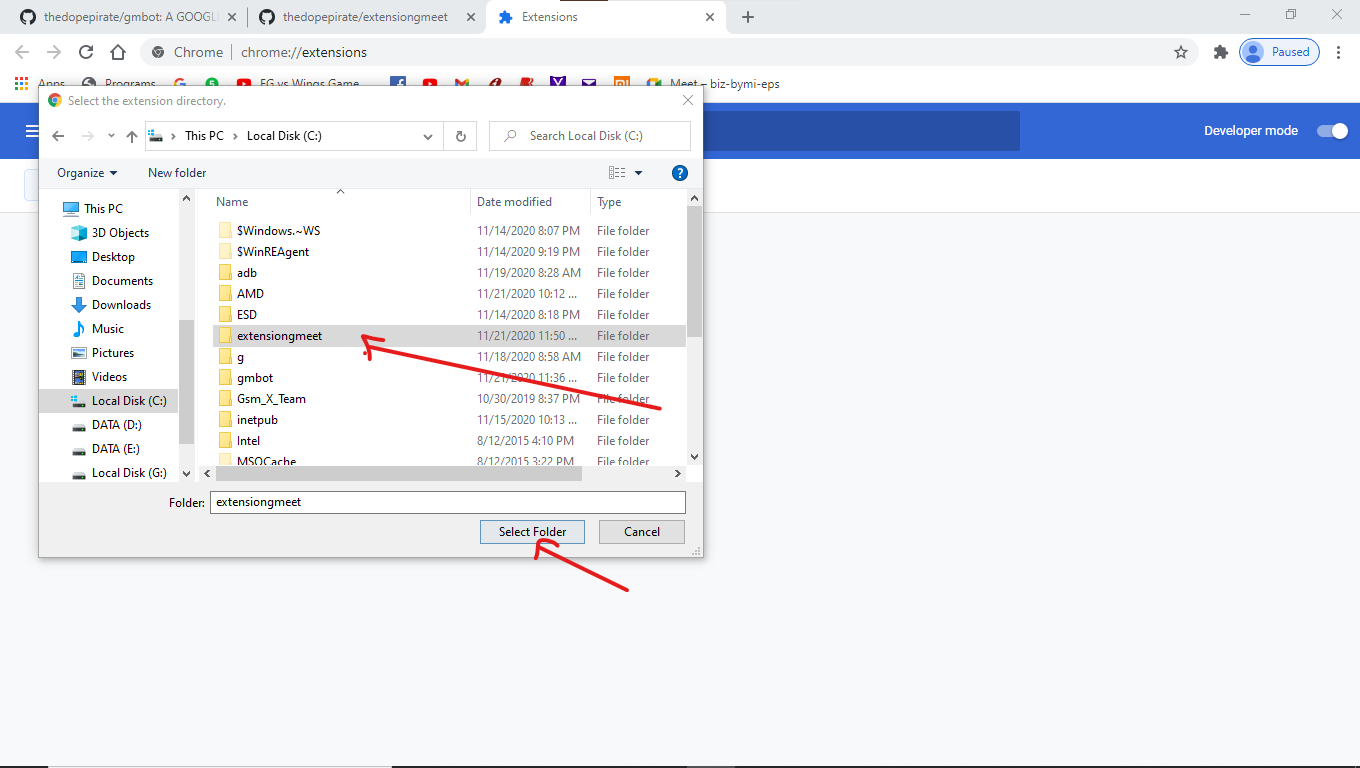 thedopepirate/gmbot: A GOOGL
thedopepirate/extensiongmeet
Extensions
Chrome
chrome://extensions
Paused
Apps
Programs
EG vs Wings Game
Meet – biz-bymi-eps
Select the extension directory.
This PC
Local Disk (C:)
Search Local Disk (C:)
Developer mode
Organize
New folder
Name
Date modified
Type
This PC
3D Objects
Desktop
Documents
Downloads
Music
Pictures
Videos
Local Disk (C:)
DATA (D:)
DATA (E:)
Local Disk (G:)
$Windows.~WS 11/14/2020 8:07 PM File folder
$WinREAgent 11/14/2020 9:19 PM File folder
adb 11/19/2020 8:28 AM File folder
AMD 11/21/2020 10:12 ... File folder
ESD 11/14/2020 8:18 PM File folder
extensiongmeet 11/21/2020 11:50 ... File folder
g 11/18/2020 8:58 AM File folder
gmbot 11/21/2020 11:36 ... File folder
Gsm_X_Team 10/30/2019 8:37 PM File folder
inetpub 11/15/2020 10:13 ... File folder
Intel 8/12/2015 4:10 PM File folder
MSOCache 8/12/2015 3:22 PM File folder
Folder: extensiongmeet
Select Folder
Cancel